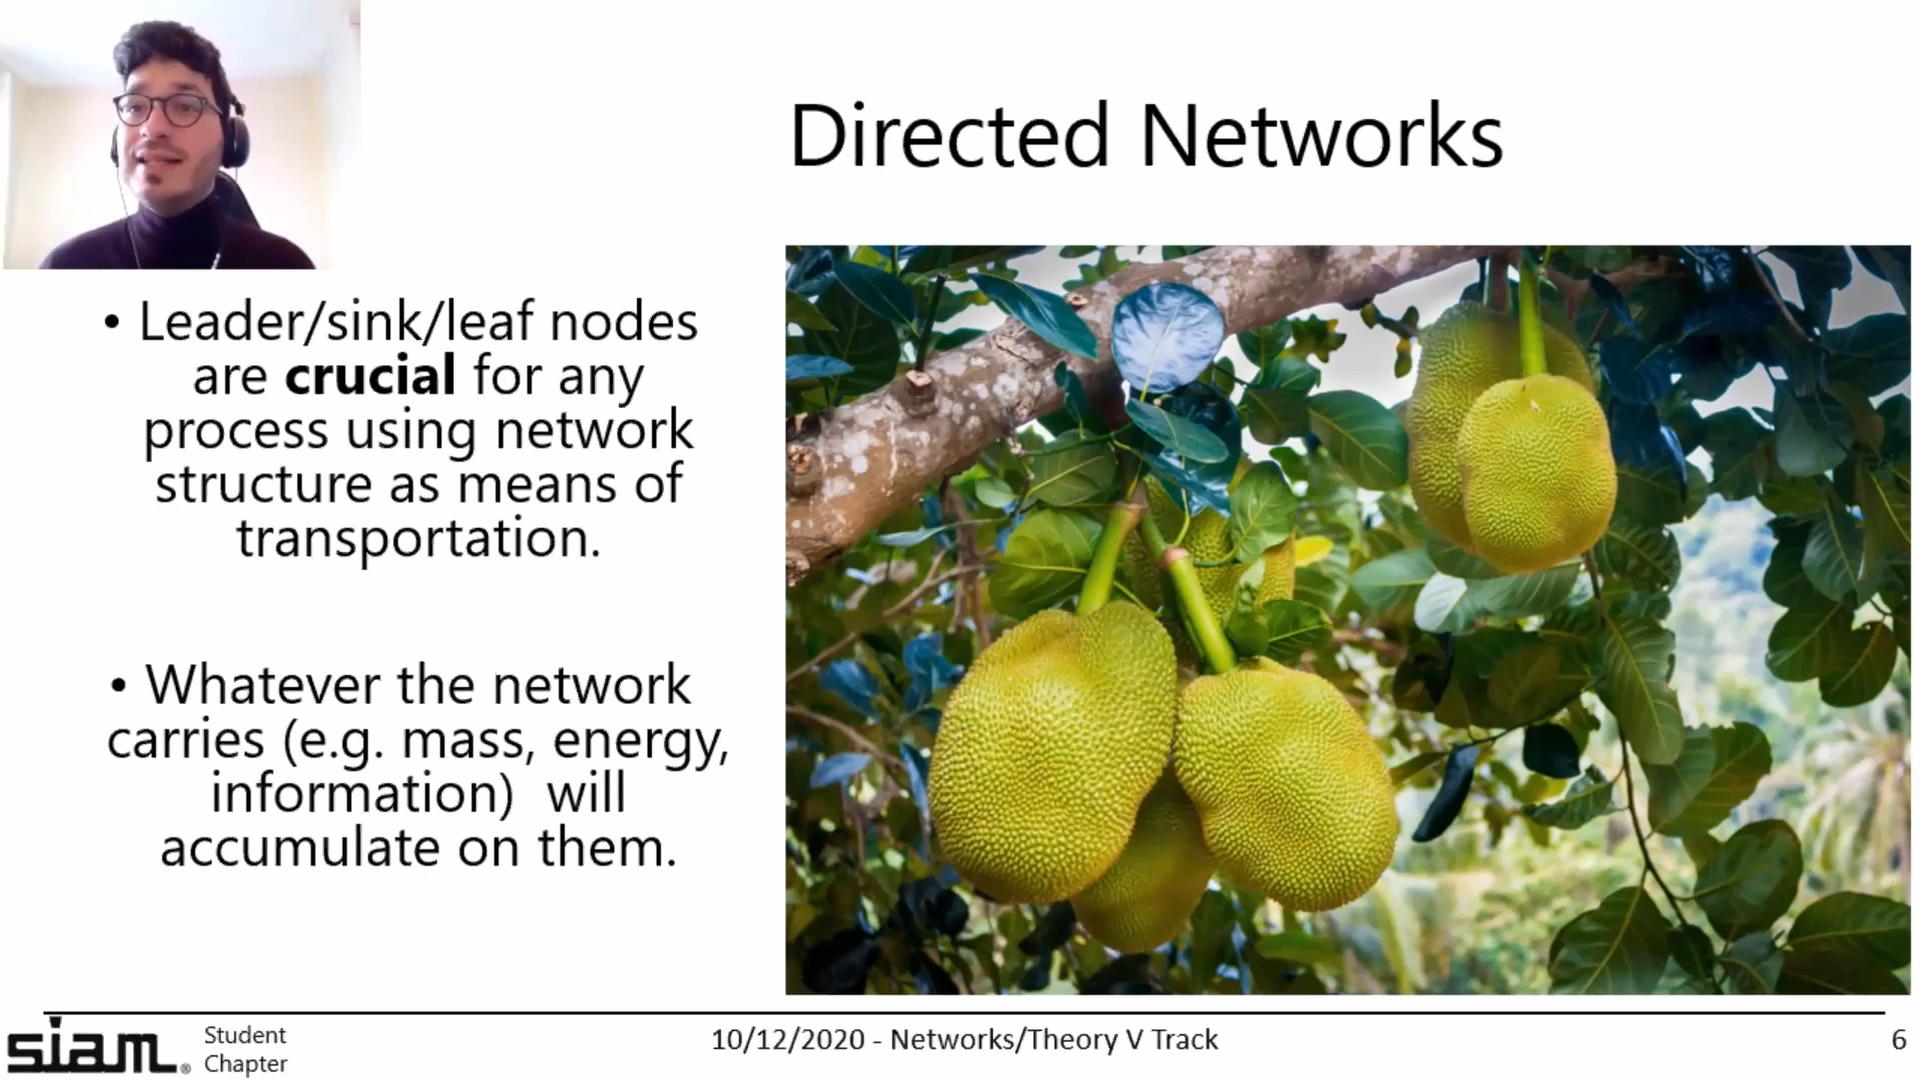 Directed Networks
• Leader/sink/leaf nodes
are crucial for any
process using network
structure as means of
transportation.
• Whatever the network
carries (e.g. mass, energy,
information)  will
accumulate on them.
siam®
Student
Chapter
10/12/2020 - Networks/Theory V Track
6